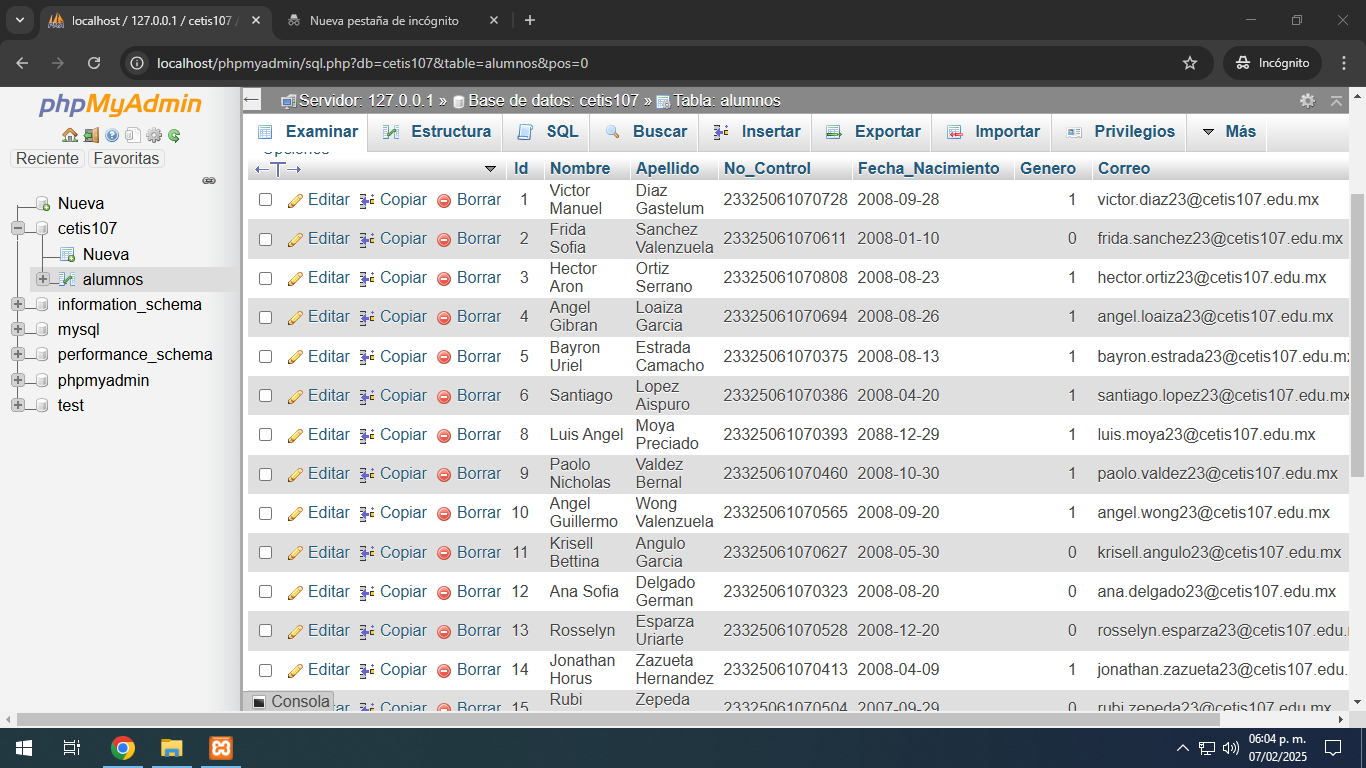 localhost / 127.0.0.1 / cetis107 /
Nueva pestaña de incógnito
localhost/phpmyadmin/sql.php?db=cetis107&table=alumnos&pos=0
Incógnito
phpMyAdmin
Reciente Favoritas
Nueva
cetis107
Nueva
alumnos
information_schema
mysql
performance_schema
phpmyadmin
test
Servidor: 127.0.0.1 » Base de datos: cetis107 » Tabla: alumnos
Examinar Estructura SQL Buscar Insertar Exportar Importar Privilegios Más
Opciones
Id Nombre Apellido No_Control Fecha_Nacimiento Genero Correo
Editar Copiar Borrar 1 Victor Manuel Diaz Gastelum 23325061070728 2008-09-28 1 victor.diaz23@cetis107.edu.mx
Editar Copiar Borrar 2 Frida Sofia Sanchez Valenzuela 23325061070611 2008-01-10 0 frida.sanchez23@cetis107.edu.mx
Editar Copiar Borrar 3 Hector Aron Ortiz Serrano 23325061070808 2008-08-23 1 hector.ortiz23@cetis107.edu.mx
Editar Copiar Borrar 4 Angel Gibran Loaiza Garcia 23325061070694 2008-08-26 1 angel.loaiza23@cetis107.edu.mx
Editar Copiar Borrar 5 Bayron Uriel Estrada Camacho 23325061070375 2008-08-13 1 bayron.estrada23@cetis107.edu.m
Editar Copiar Borrar 6 Santiago Lopez Aispuro 23325061070386 2008-04-20 1 santiago.lopez23@cetis107.edu.mx
Editar Copiar Borrar 8 Luis Angel Moya Preciado 23325061070393 2088-12-29 1 luis.moya23@cetis107.edu.mx
Editar Copiar Borrar 9 Paolo Nicholas Valdez Bernal 23325061070460 2008-10-30 1 paolo.valdez23@cetis107.edu.mx
Editar Copiar Borrar 10 Angel Guillermo Wong Valenzuela 23325061070565 2008-09-20 1 angel.wong23@cetis107.edu.mx
Editar Copiar Borrar 11 Krisell Bettina Angulo Garcia 23325061070627 2008-05-30 0 krisell.angulo23@cetis107.edu.mx
Editar Copiar Borrar 12 Ana Sofia Delgado German 23325061070323 2008-08-20 0 ana.delgado23@cetis107.edu.mx
Editar Copiar Borrar 13 Rosselyn Esparza Uriarte 23325061070528 2008-12-20 0 rosselyn.esparza23@cetis107.edu.
Editar Copiar Borrar 14 Jonathan Horus Zazueta Hernandez 23325061070413 2008-04-09 1 jonathan.zazueta23@cetis107.edu.
Copiar Borrar 15 Rubi Zepeda 23325061070504 2007-09-29 0 rubi.zepeda23@cetis107.edu.mx
Consola
06:04 p. m.
07/02/2025